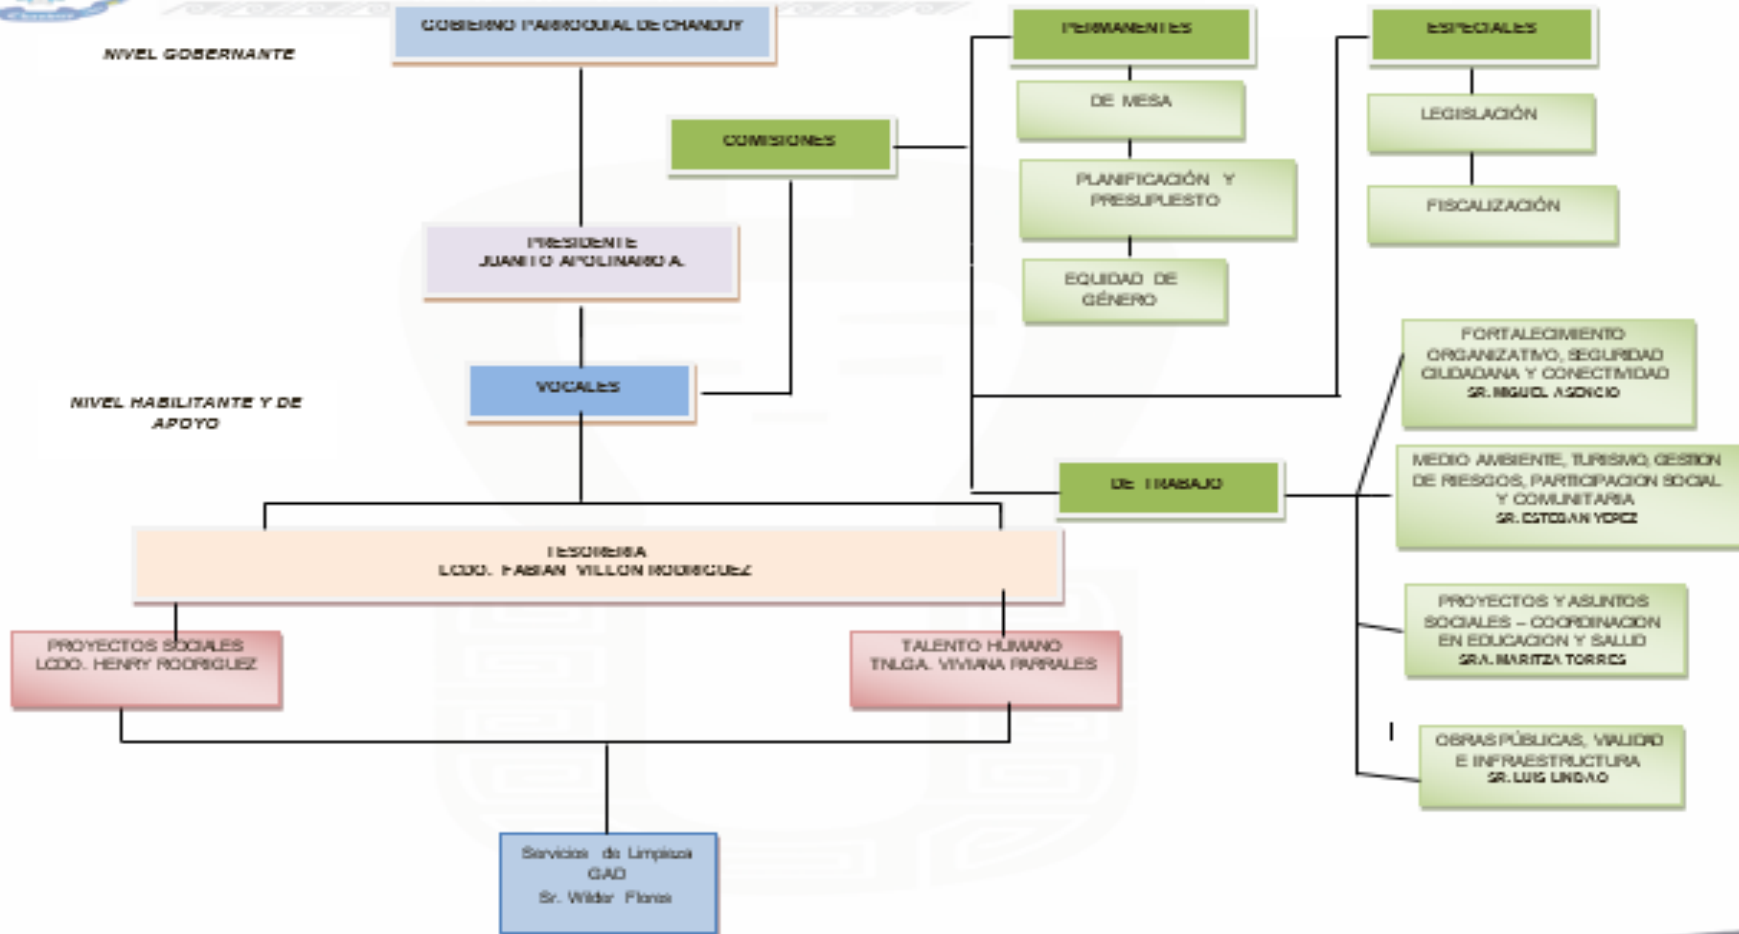 GOBIERNO PARROQUIAL DE CHANDUY
NIVEL GOBERNANTE
COMISIONES
PERMANENTES
DE MESA
PLANIFICACIÓN Y
PRESUPUESTO
EQUIDAD DE
GÉNERO
ESPECIALES
LEGISLACIÓN
FISCALIZACIÓN
PRESIDENTE
JUANITO APOLINARIO A.
VOCALES
NIVEL HABILITANTE Y DE
APOYO
DE TRABAJO
FORTALECIMIENTO
ORGANIZATIVO, SEGURIDAD
CIUDADANA Y CONECTIVIDAD
SR. MIGUEL ASENCIO
MEDIO AMBIENTE, TURISMO, GESTION
DE RIESGOS, PARTICIPACION SOCIAL
Y COMUNITARIA
SR. ESTEBAN YEPEZ
PROYECTOS Y ASUNTOS
SOCIALES – COORDINACION
EN EDUCACION Y SALUD
SRA. MARITZA TORRES
OBRAS PÚBLICAS, VIALIDAD
E INFRAESTRUCTURA
SR. LUIS LINDAO
TESORERIA
LCDO. FABIAN VILLON RODRIGUEZ
PROYECTOS SOCIALES
LCDO. HENRY RODRIGUEZ
TALENTO HUMANO
TNLGA. VIVIANA PARRALES
Servicios de Limpieza
GAD
Sr. Wilder Flores